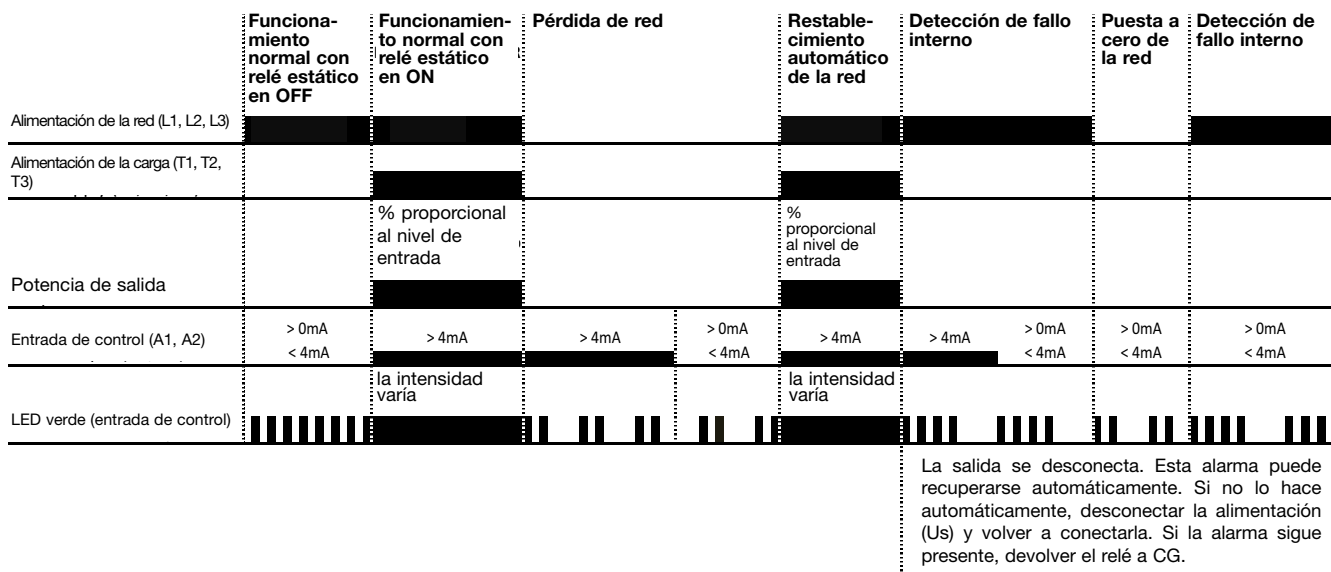 Funciona-
miento
normal con
relé estático
en OFF
Funcionamien-
to normal con
relé estático
en ON
Pérdida de red
Restable-
cimiento
automático
de la red
Detección de fallo
interno
Puesta a
cero de
la red
Detección de
fallo interno
Alimentación de la red (L1, L2, L3)
Alimentación de la carga (T1, T2,
T3)
% proporcional
al nivel de
entrada
%
proporcional
al nivel de
entrada
Potencia de salida
Entrada de control (A1, A2)
> 0mA
< 4mA
> 4mA
> 4mA
> 0mA
< 4mA
> 4mA
> 4mA
> 0mA
< 4mA
> 0mA
< 4mA
> 0mA
< 4mA
la intensidad
varía
la intensidad
varía
LED verde (entrada de control)
La salida se desconecta. Esta alarma puede
recuperarse automáticamente. Si no lo hace
automáticamente, desconectar la alimentación
(Us) y volver a conectarla. Si la alarma sigue
presente, devolver el relé a CG.